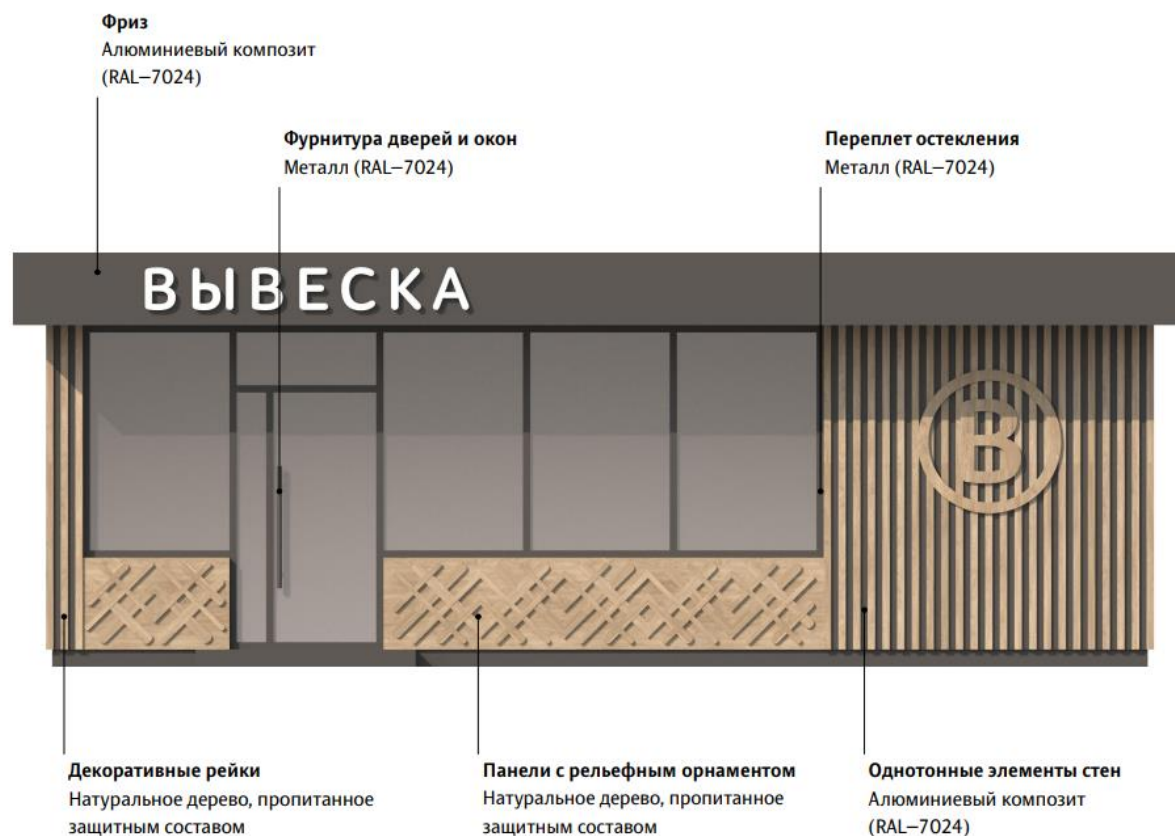 Фриз
Алюминиевый композит
(RAL–7024)
Фурнитура дверей и окон
Металл (RAL–7024)
Переплет остекления
Металл (RAL–7024)
ВЫВЕСКА
В
Декоративные рейки
Натуральное дерево, пропитанное
защитным составом
Панели с рельефным орнаментом
Натуральное дерево, пропитанное
защитным составом
Однотонные элементы стен
Алюминиевый композит
(RAL–7024)